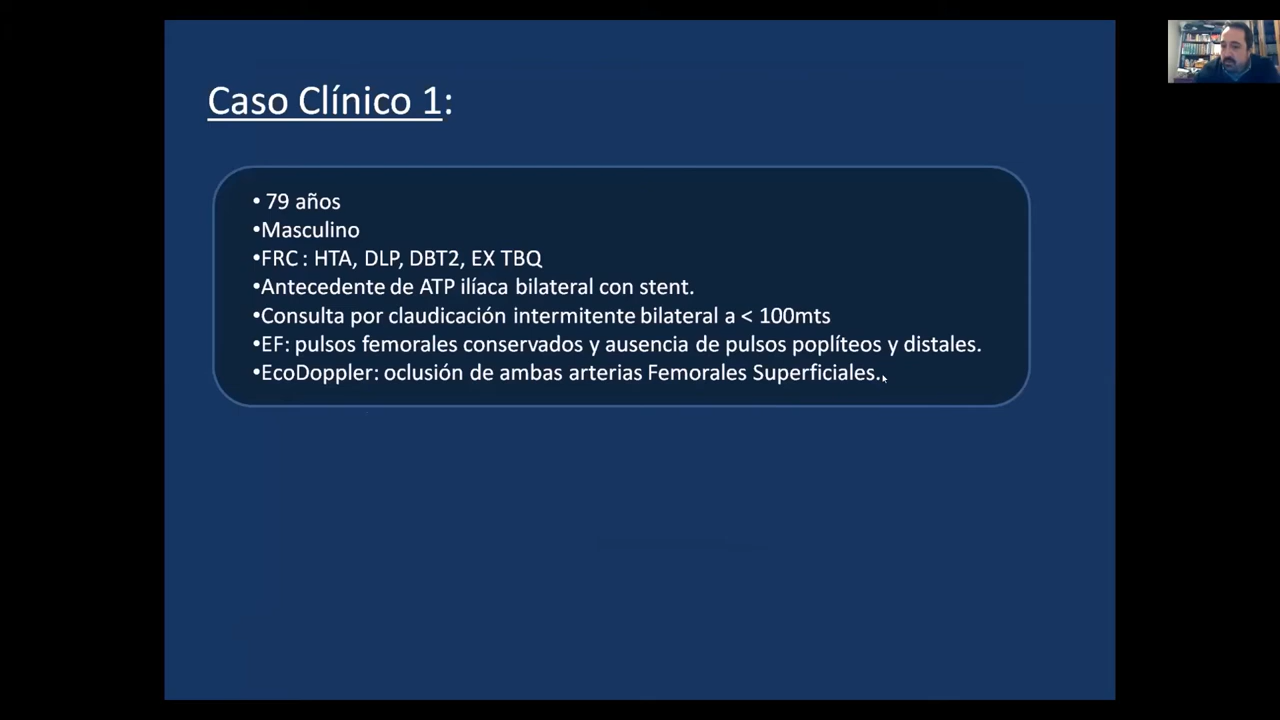 Caso Clínico 1:
• 79 años
•Masculino
•FRC : HTA, DLP, DBT2, EX TBQ
•Antecedente de ATP ilíaca bilateral con stent.
•Consulta por claudicación intermitente bilateral a < 100mts
•EF: pulsos femorales conservados y ausencia de pulsos poplíteos y distales.
•EcoDoppler: oclusión de ambas arterias Femorales Superficiales..